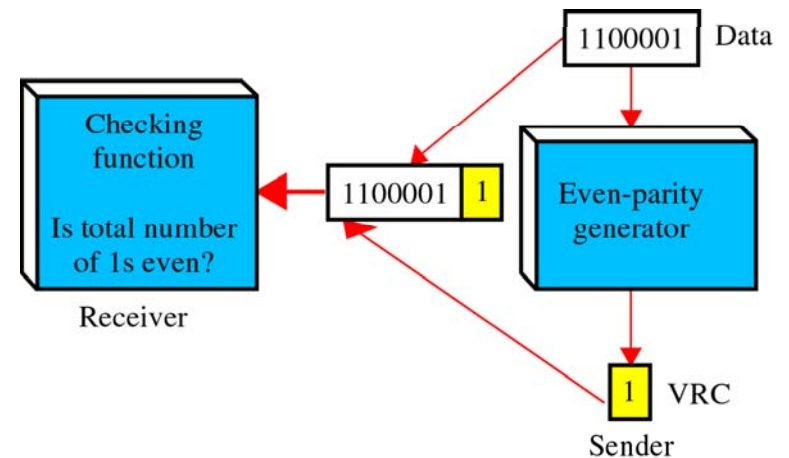 1100001 Data
Checking
function
Is total number
of 1s even?
Receiver
1100001 1
Even-parity
generator
1 VRC
Sender